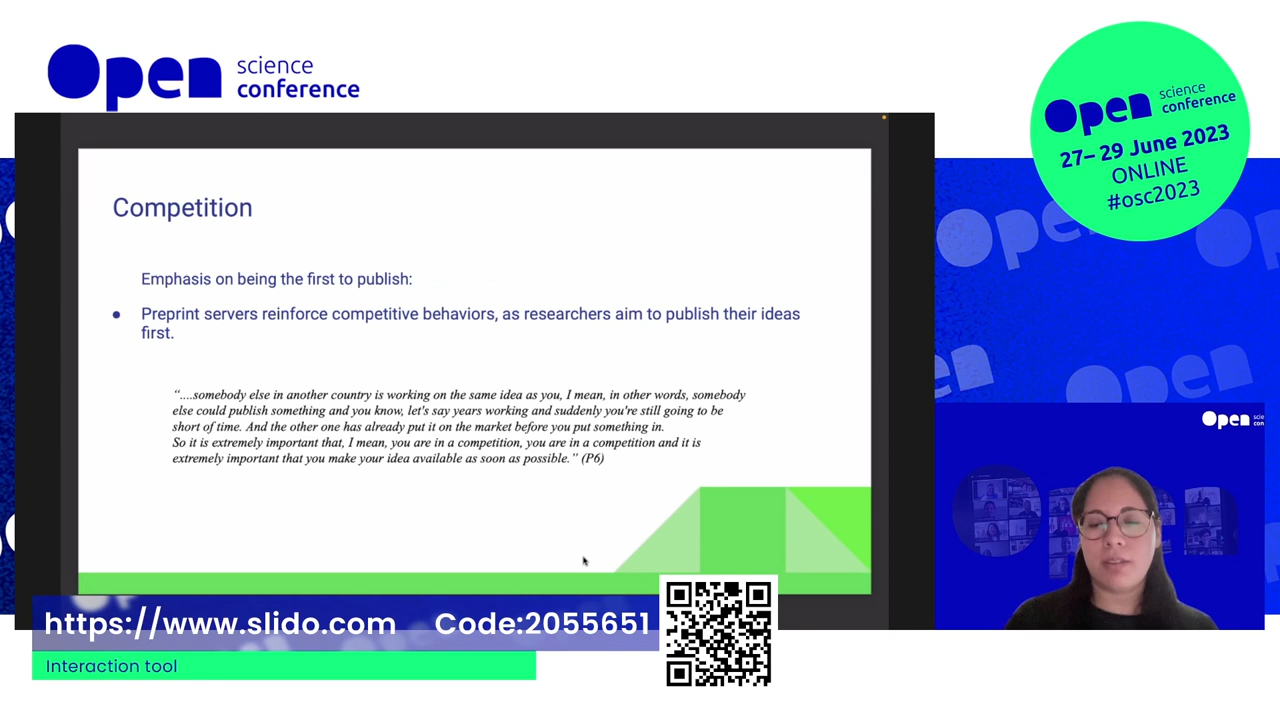 Open science
conference
Open science
conference
27– 29 June 2023
ONLINE
#osc2023
Competition
Emphasis on being the first to publish:
● Preprint servers reinforce competitive behaviors, as researchers aim to publish their ideas
first.
“....somebody else in another country is working on the same idea as you, I mean, in other words, somebody
else could publish something and you know, let's say years working and suddenly you're still going to be
short of time. And the other one has already put it on the market before you put something in.
So it is extremely important that, I mean, you are in a competition, you are in a competition and it is
extremely important that you make your idea available as soon as possible.” (P6)
Open scie
con
https://www.slido.com Code:2055651
Interaction tool